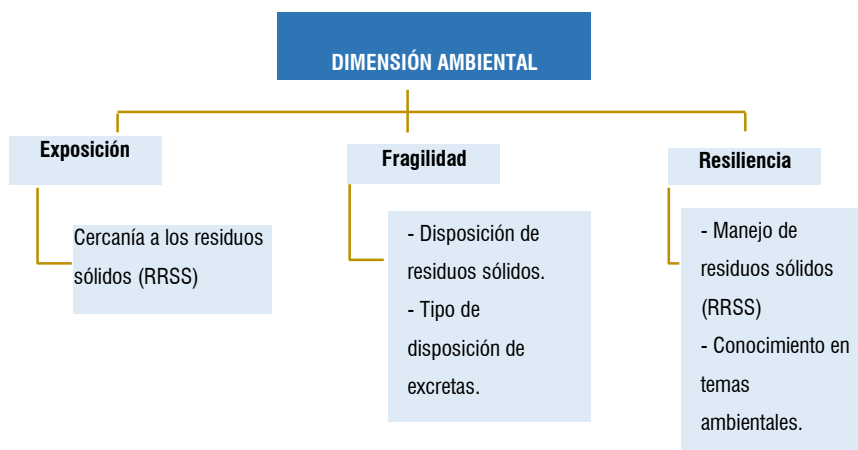 DIMENSIÓN AMBIENTAL
Exposición
Cercanía a los residuos
sólidos (RRSS)
Fragilidad
- Disposición de
residuos sólidos.
- Tipo de
disposición de
excretas.
Resiliencia
- Manejo de
residuos sólidos
(RRSS)
- Conocimiento en
temas
ambientales.